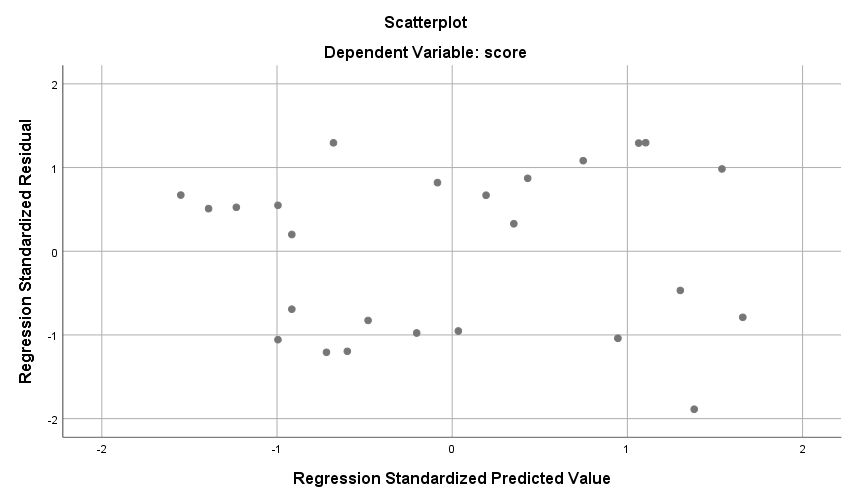 Scatterplot
Dependent Variable: score
Regression Standardized Residual
2
1
0
-1
-2
-2
-1
0
1
2
Regression Standardized Predicted Value